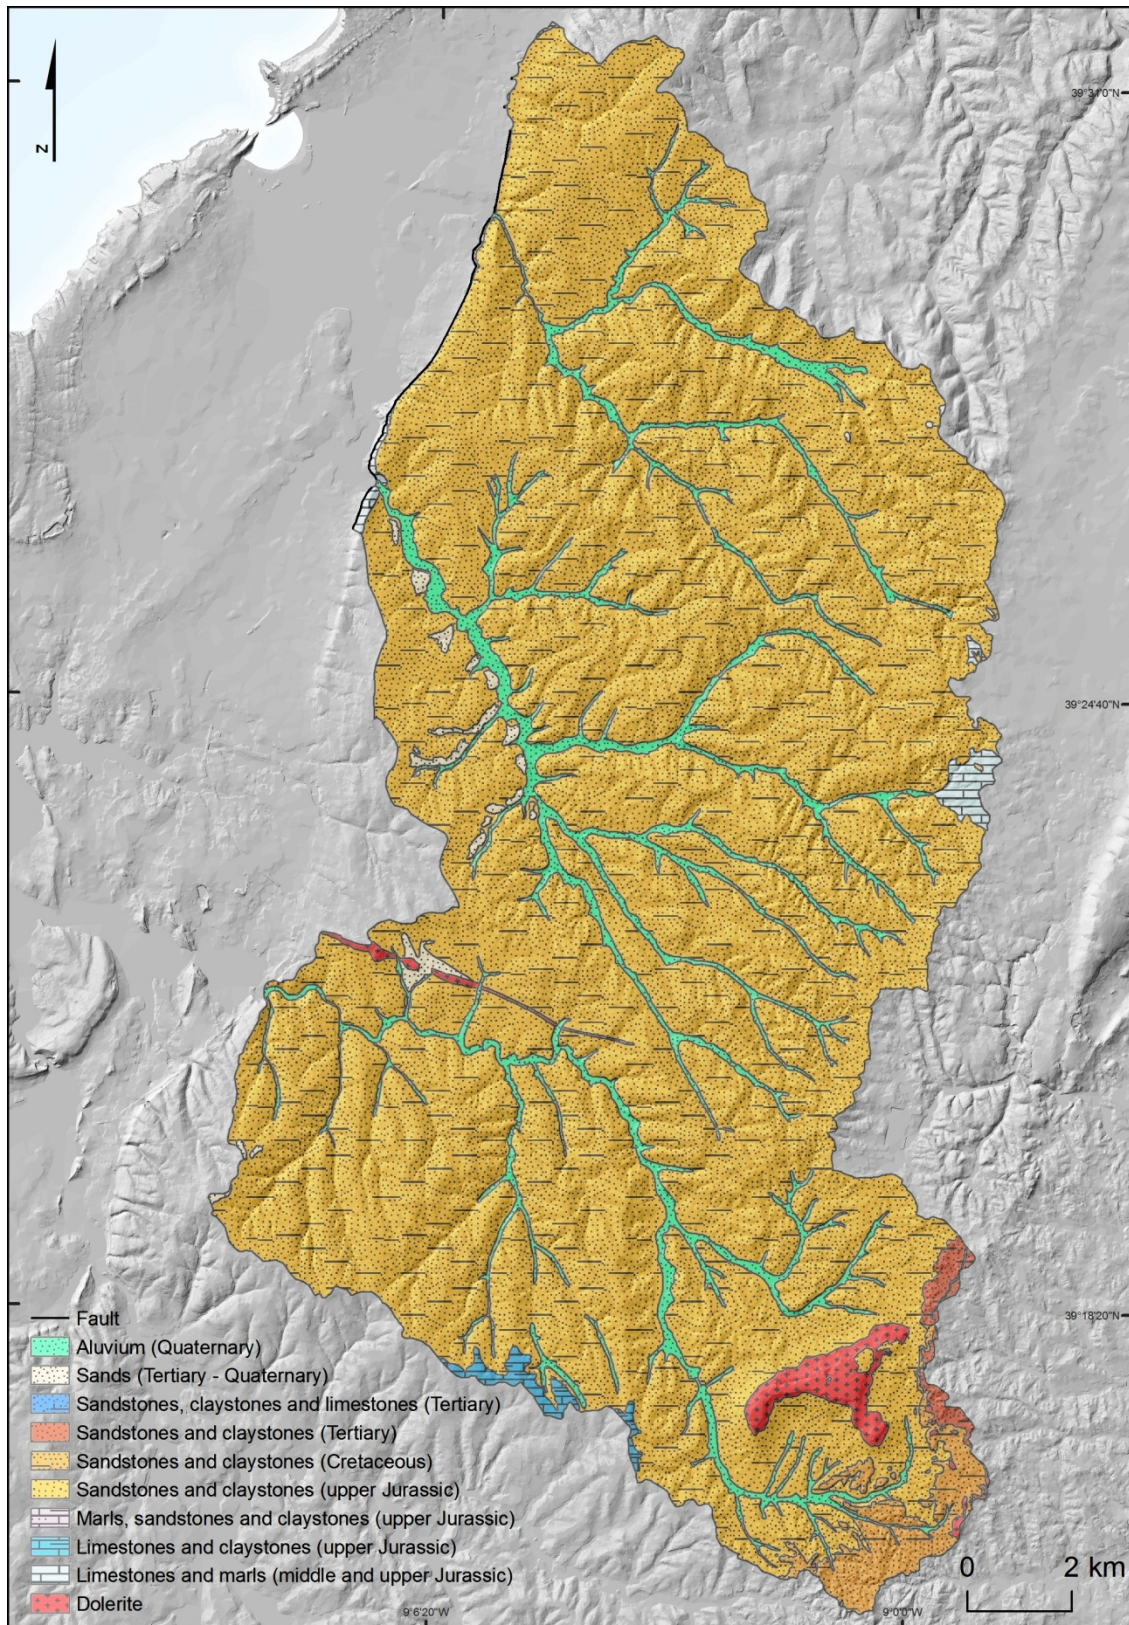 39°31'0"N
N
39°24'40"N
39°18'20"N
Fault
Aluvium (Quaternary)
Sands (Tertiary - Quaternary)
Sandstones, claystones and limestones (Tertiary)
Sandstones and claystones (Tertiary)
Sandstones and claystones (Cretaceous)
Sandstones and claystones (upper Jurassic)
Marls, sandstones and claystones (upper Jurassic)
Limestones and claystones (upper Jurassic)
Limestones and marls (middle and upper Jurassic)
Dolerite
0 2 km
9°6'20"W 9°0'0"W